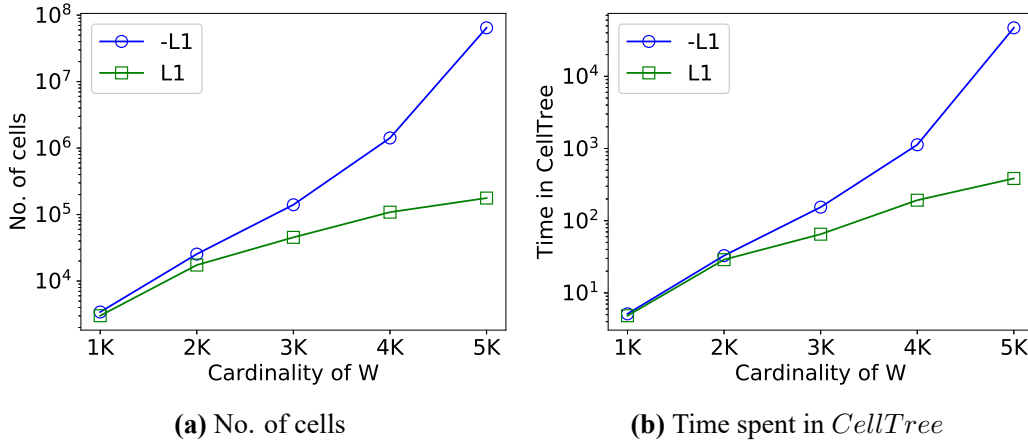 10^8
10^7
10^6
10^5
10^4
No. of cells
-L1
L1
1K 2K 3K 4K 5K
Cardinality of W
(a) No. of cells
10^4
10^3
10^2
10^1
Time in CellTree
-L1
L1
1K 2K 3K 4K 5K
Cardinality of W
(b) Time spent in CellTree